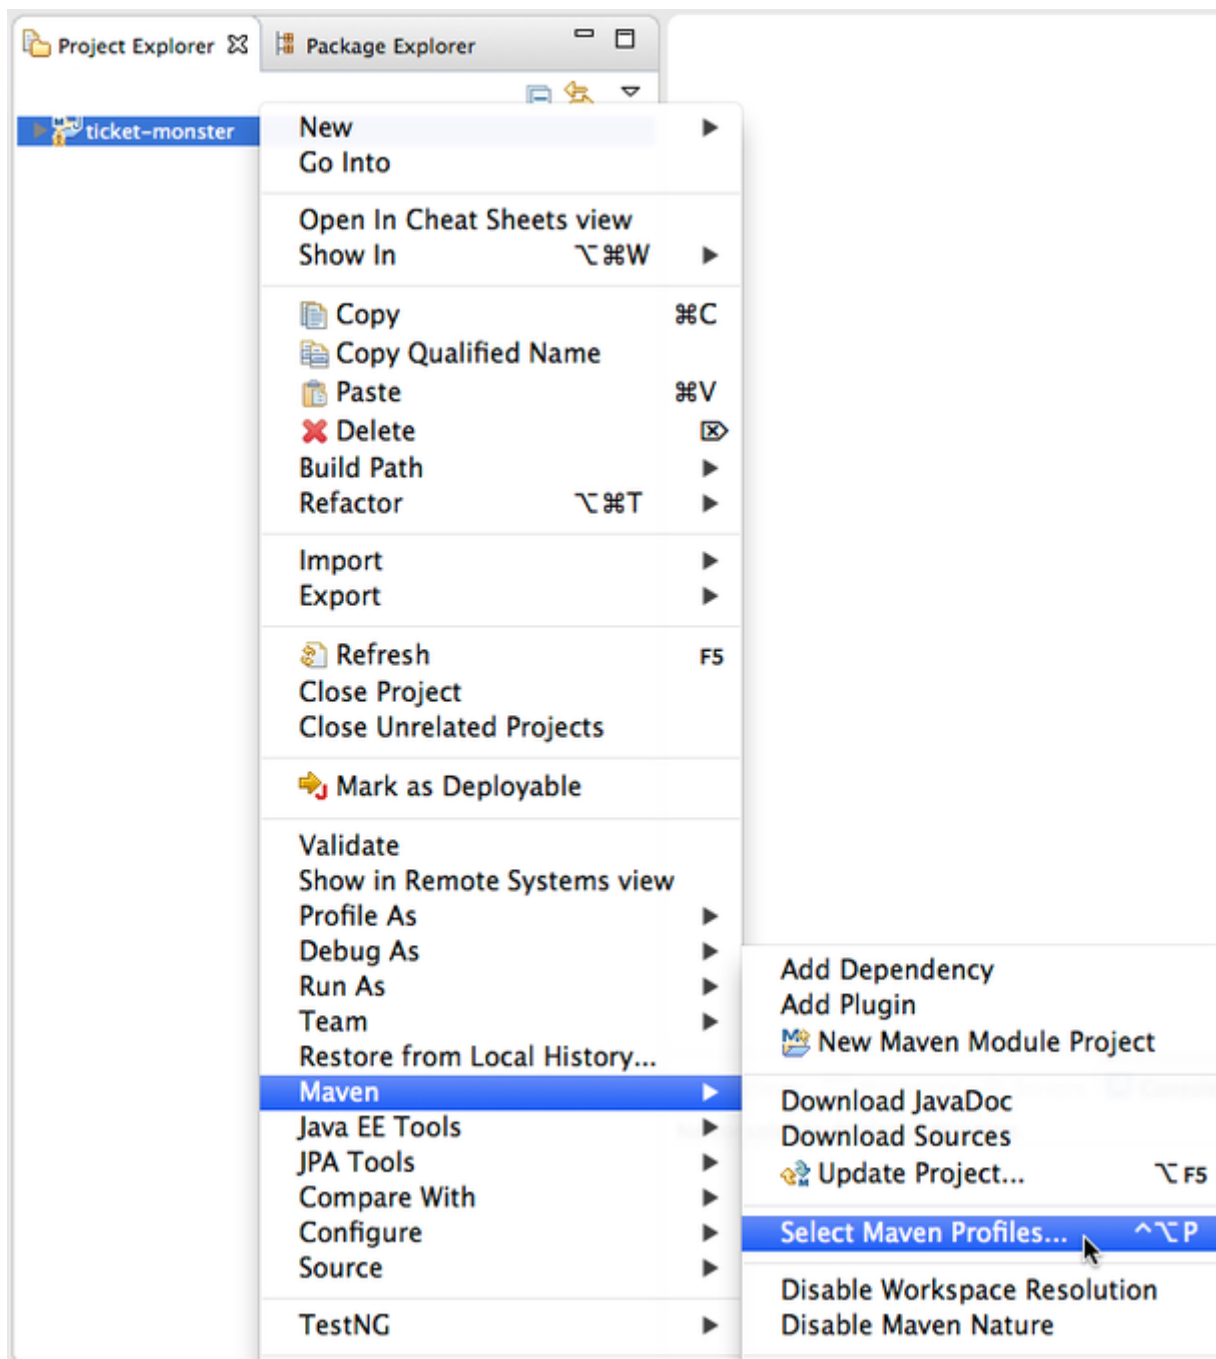 Project Explorer Package Explorer
ticket-monster
New
Go Into
Open In Cheat Sheets view
Show In ⌥⌘W
Copy ⌘C
Copy Qualified Name
Paste ⌘V
Delete ⌦
Build Path
Refactor ⌥⌘T
Import
Export
Refresh F5
Close Project
Close Unrelated Projects
Mark as Deployable
Validate
Show in Remote Systems view
Profile As
Debug As
Run As
Team
Restore from Local History...
Maven
Java EE Tools
JPA Tools
Compare With
Configure
Source
TestNG
Add Dependency
Add Plugin
New Maven Module Project
Download JavaDoc
Download Sources
Update Project... ⌥F5
Select Maven Profiles... ^⌥P
Disable Workspace Resolution
Disable Maven Nature